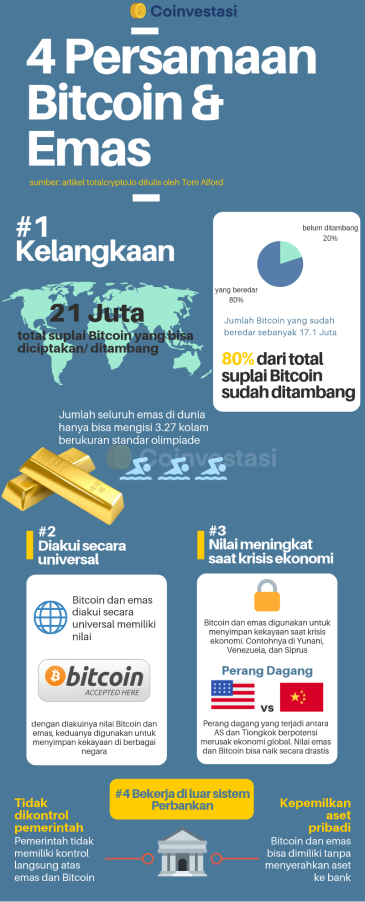 Coinvestasi
4 Persamaan
Bitcoin &
Emas
sumber: artikel totalcrypto.io ditulis oleh Tom Alford
#1
Kelangkaan
belum ditambang
20%
yang beredar
80%
21 Juta
total suplai Bitcoin yang bisa
diciptakan/ ditambang
Jumlah Bitcoin yang sudah
beredar sebanyak 17.1 Juta
80% dari total
suplai Bitcoin
sudah ditambang
Jumlah seluruh emas di dunia
hanya bisa mengisi 3.27 kolam
berukuran standar olimpiade
Coinvestasi
#2
Diakui secara
universal
Bitcoin dan emas
diakui secara
universal memiliki
nilai
bitcoin
ACCEPTED HERE
dengan diakuinya nilai Bitcoin dan
emas, keduanya digunakan untuk
menyimpan kekayaan di berbagai
negara
#3
Nilai meningkat
saat krisis ekonomi
Bitcoin dan emas digunakan untuk
menyimpan kekayaan saat krisis
ekonomi. Contohnya di Yunani,
Venezuela, dan Siprus
Perang Dagang
vs
Perang dagang yang terjadi antara
AS dan Tiongkok berpotensi
merusak ekonomi global. Nilai emas
dan Bitcoin bisa naik secara drastis
#4 Bekerja di luar sistem
Perbankan
Tidak
dikontrol
pemerintah
Pemerintah tidak
memiliki kontrol
langsung atas
emas dan Bitcoin
Kepemilkan
aset
pribadi
Bitcoin dan emas
bisa dimiliki tanpa
menyerahkan aset
ke bank